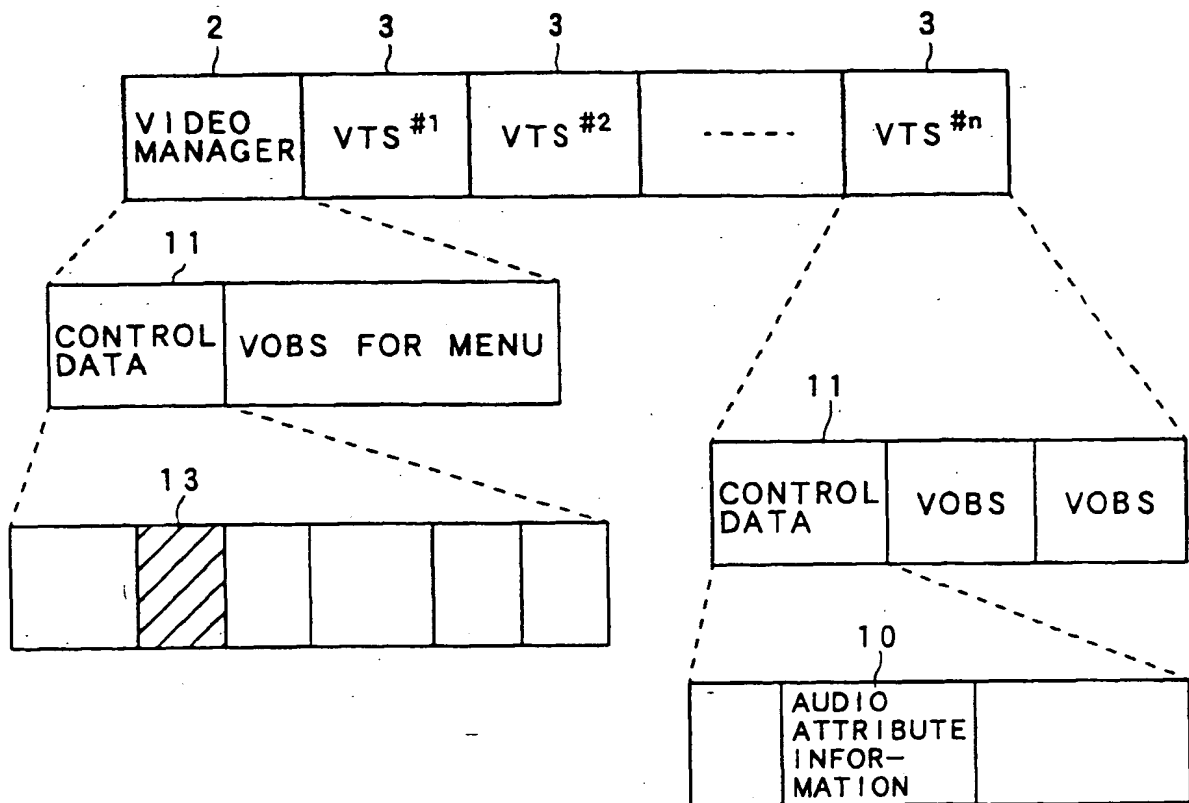 2 3 3 3
VIDEO MANAGER VTS#1 VTS#2 ----- VTS#n
11
CONTROL DATA VOBS FOR MENU
11
CONTROL DATA VOBS VOBS
13
10
AUDIO
ATTRIBUTE
INFOR-
MATION